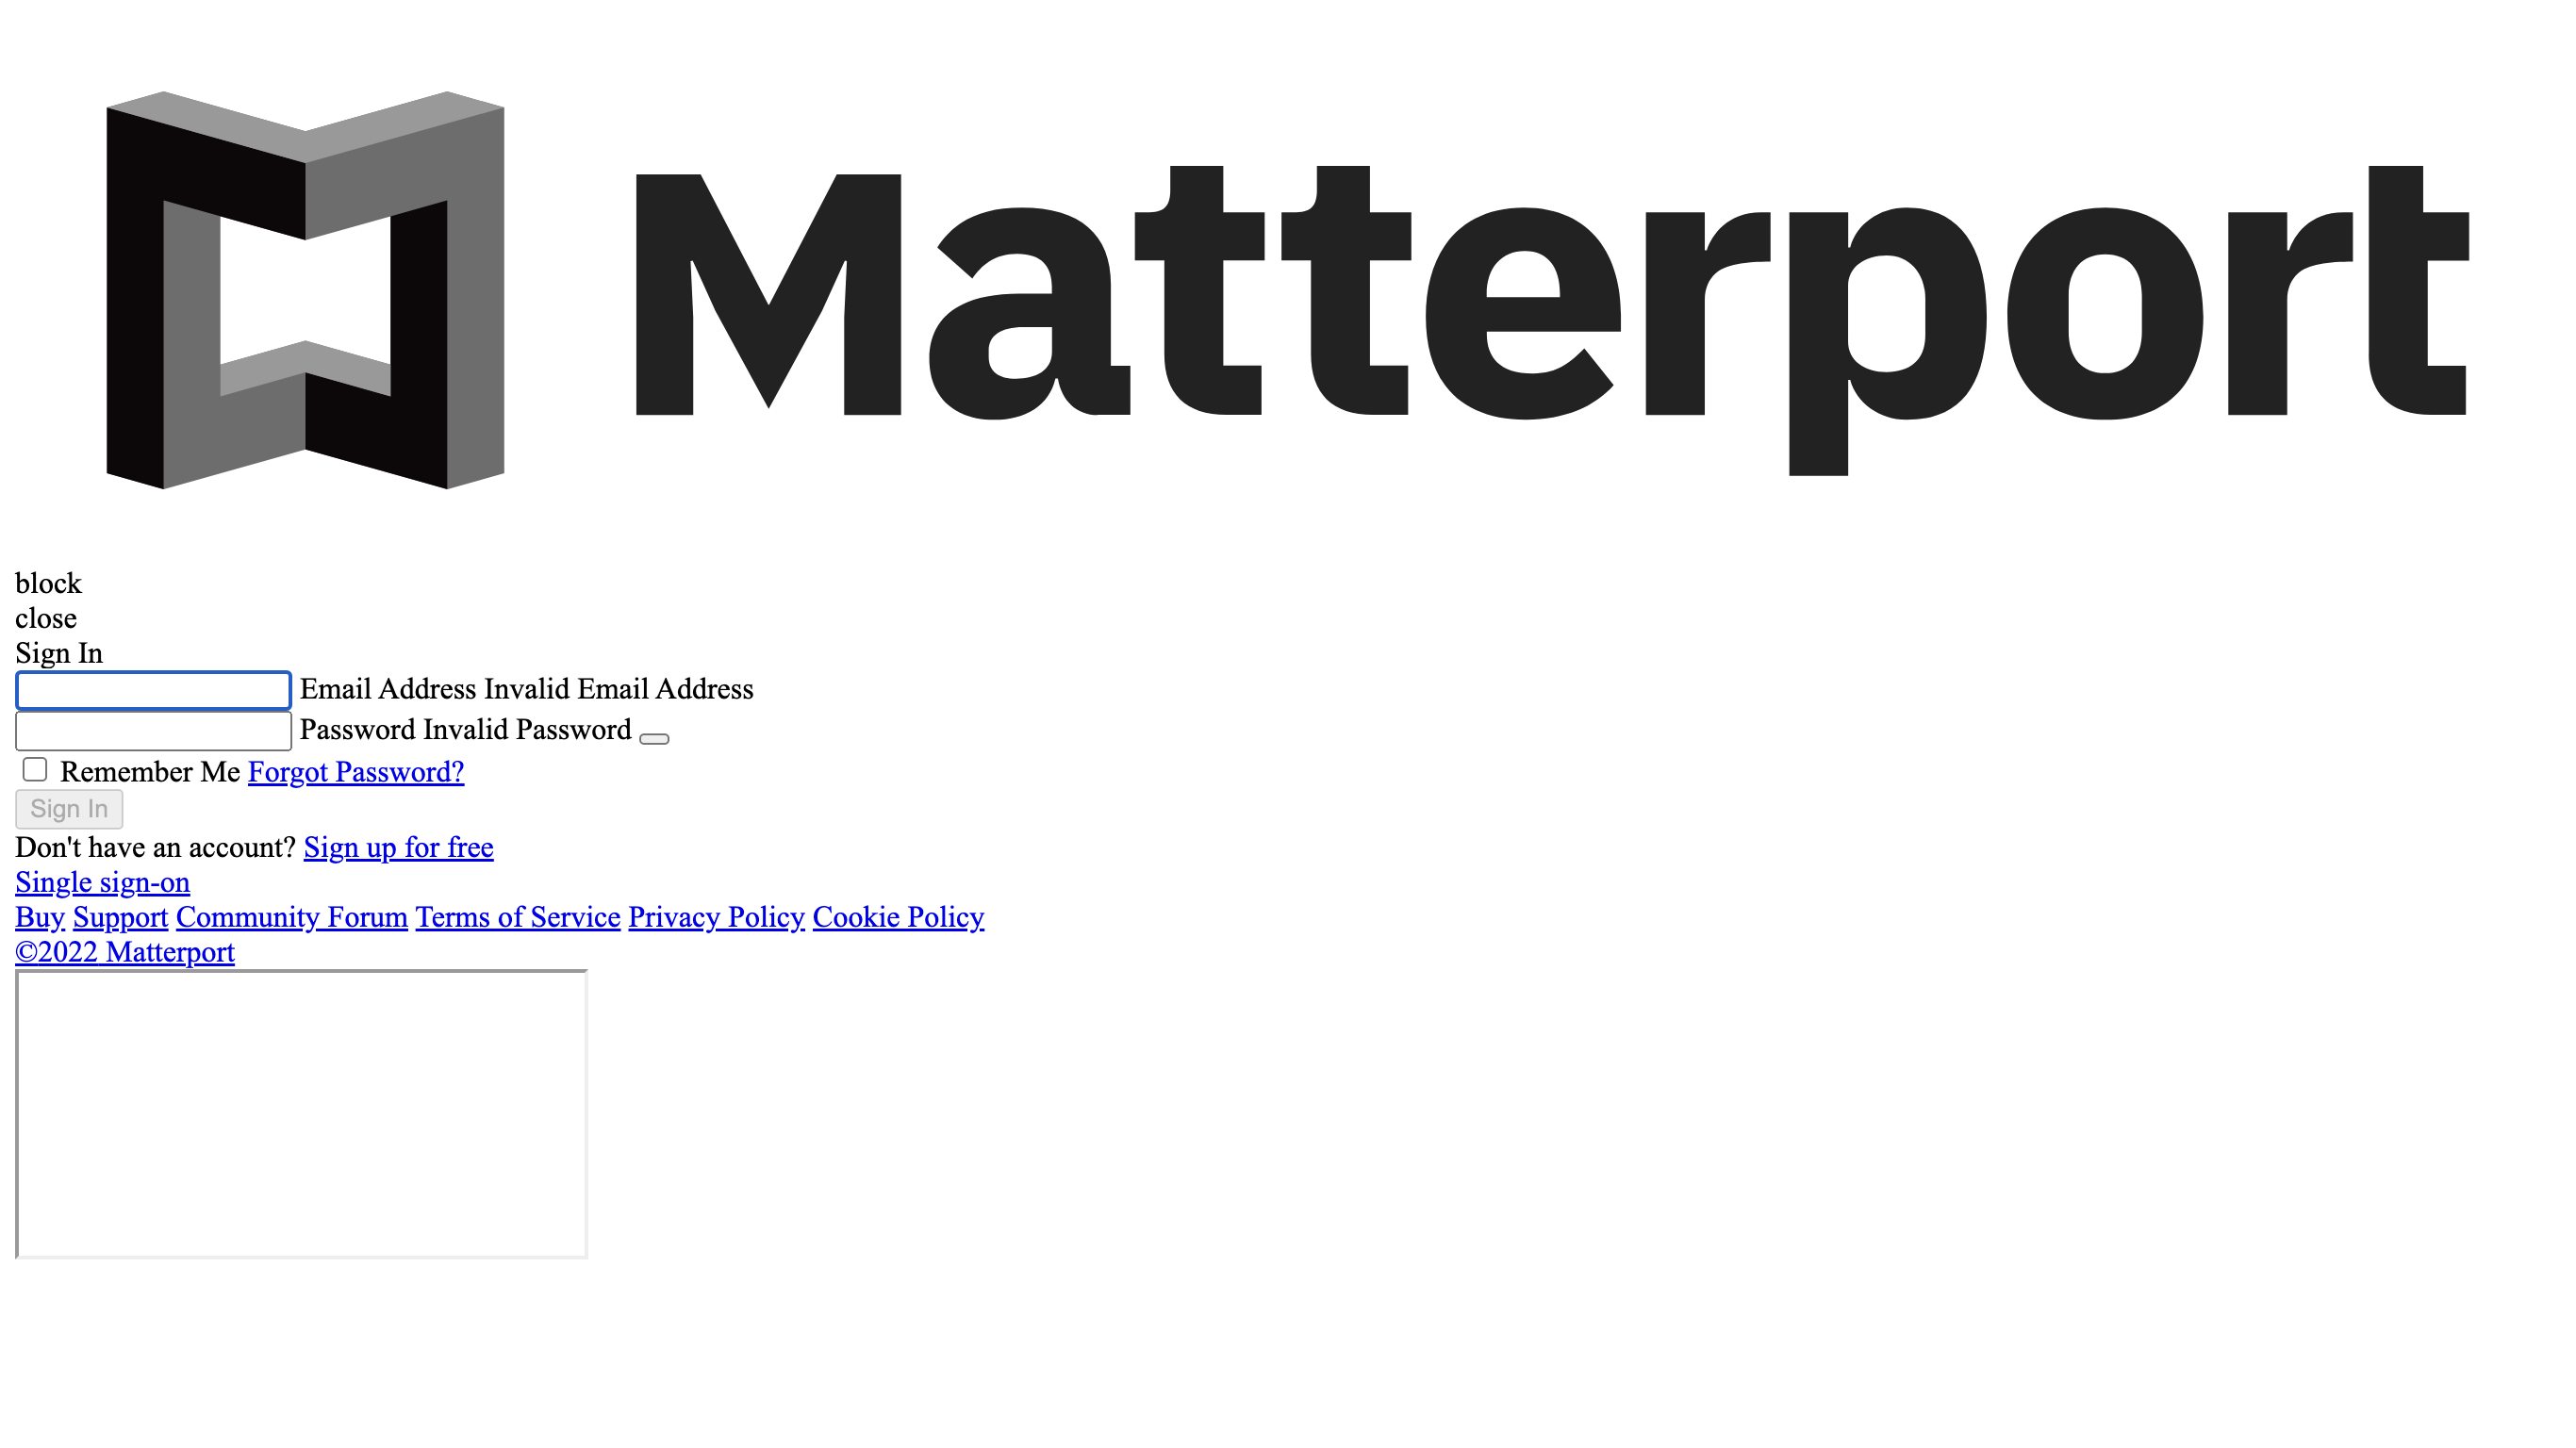 Matterport
block
close
Sign In
Email Address Invalid Email Address
Password Invalid Password
Remember Me Forgot Password?
Sign In
Don't have an account? Sign up for free
Single sign-on
Buy Support Community Forum Terms of Service Privacy Policy Cookie Policy
©2022 Matterport